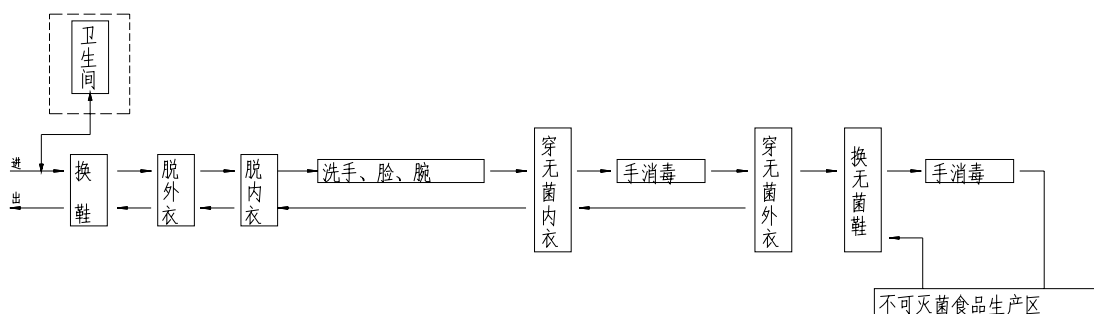 卫生间
进
换鞋
脱外衣
脱内衣
洗手、脸、腕
穿无菌内衣
手消毒
穿无菌外衣
换无菌鞋
手消毒
出
不可灭菌食品生产区